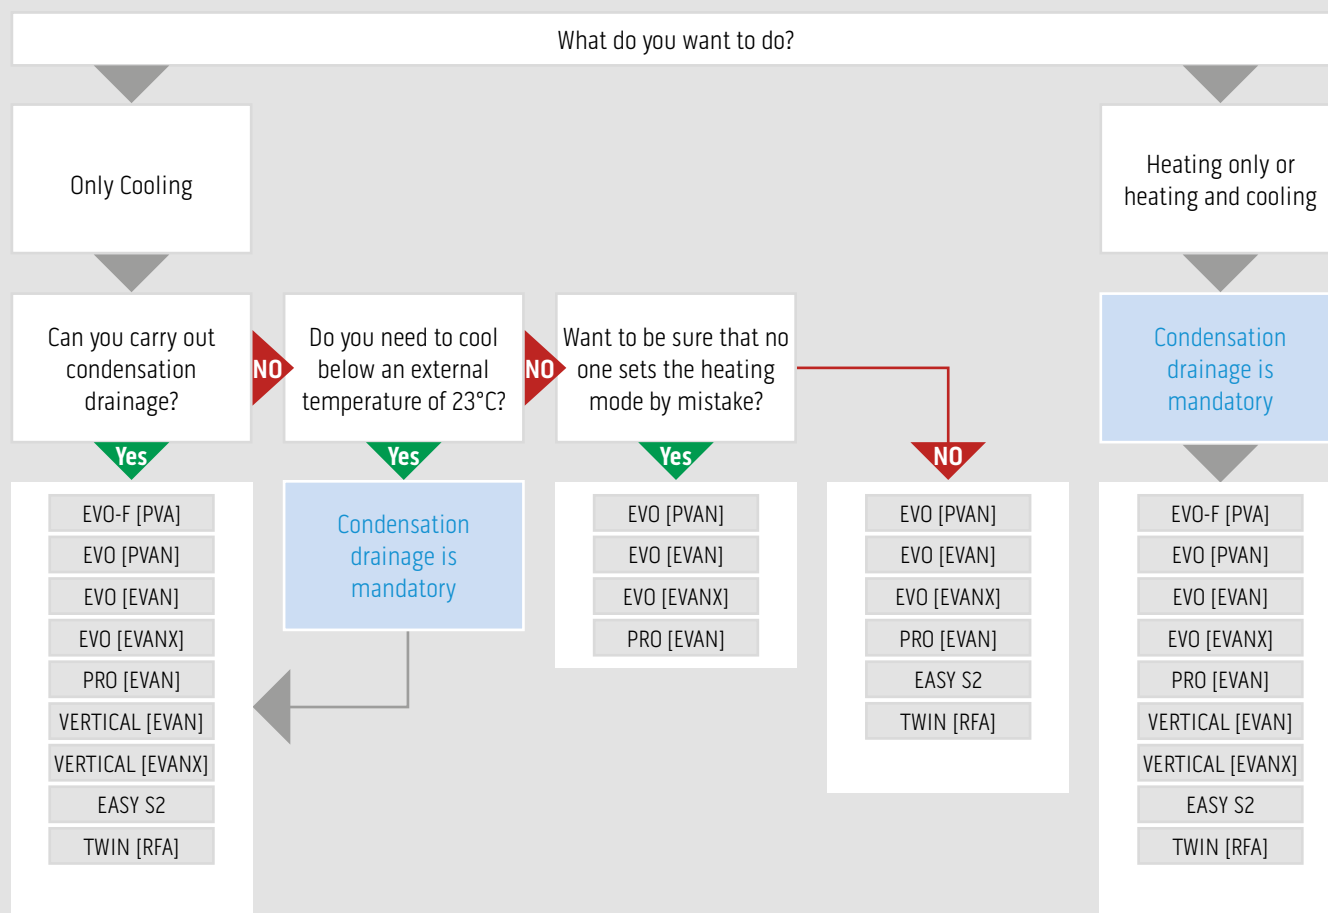 What do you want to do?
Only Cooling
Heating only or
heating and cooling
Can you carry out
condensation
drainage?
NO
Do you need to cool
below an external
temperature of 23°C?
NO
Want to be sure that no
one sets the heating
mode by mistake?
Condensation
drainage is
mandatory
Yes
Yes
Yes
NO
EVO-F [PVA]
EVO [PVAN]
EVO [EVAN]
EVO [EVANX]
PRO [EVAN]
VERTICAL [EVAN]
VERTICAL [EVANX]
EASY S2
TWIN [RFA]
Condensation
drainage is
mandatory
EVO [PVAN]
EVO [EVAN]
EVO [EVANX]
PRO [EVAN]
EVO [PVAN]
EVO [EVAN]
EVO [EVANX]
PRO [EVAN]
EASY S2
TWIN [RFA]
EVO-F [PVA]
EVO [PVAN]
EVO [EVAN]
EVO [EVANX]
PRO [EVAN]
VERTICAL [EVAN]
VERTICAL [EVANX]
EASY S2
TWIN [RFA]